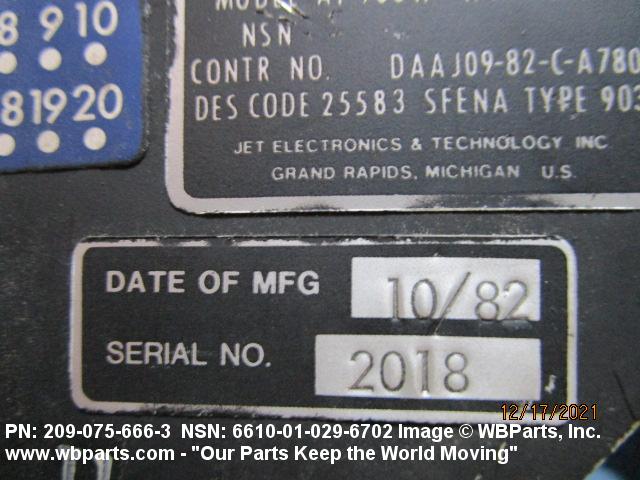 MODEL
NSN
CONTR NO. DAAJ09-82-C-A780
DES CODE 25583 SFENA TYPE 903
JET ELECTRONICS & TECHNOLOGY INC
GRAND RAPIDS, MICHIGAN U.S.
8 9 10
8 19 20
DATE OF MFG 10/82
SERIAL NO. 2018
12/17/2021
PN: 209-075-666-3 NSN: 6610-01-029-6702 Image © WBParts, Inc.
www.wbparts.com - "Our Parts Keep the World Moving"